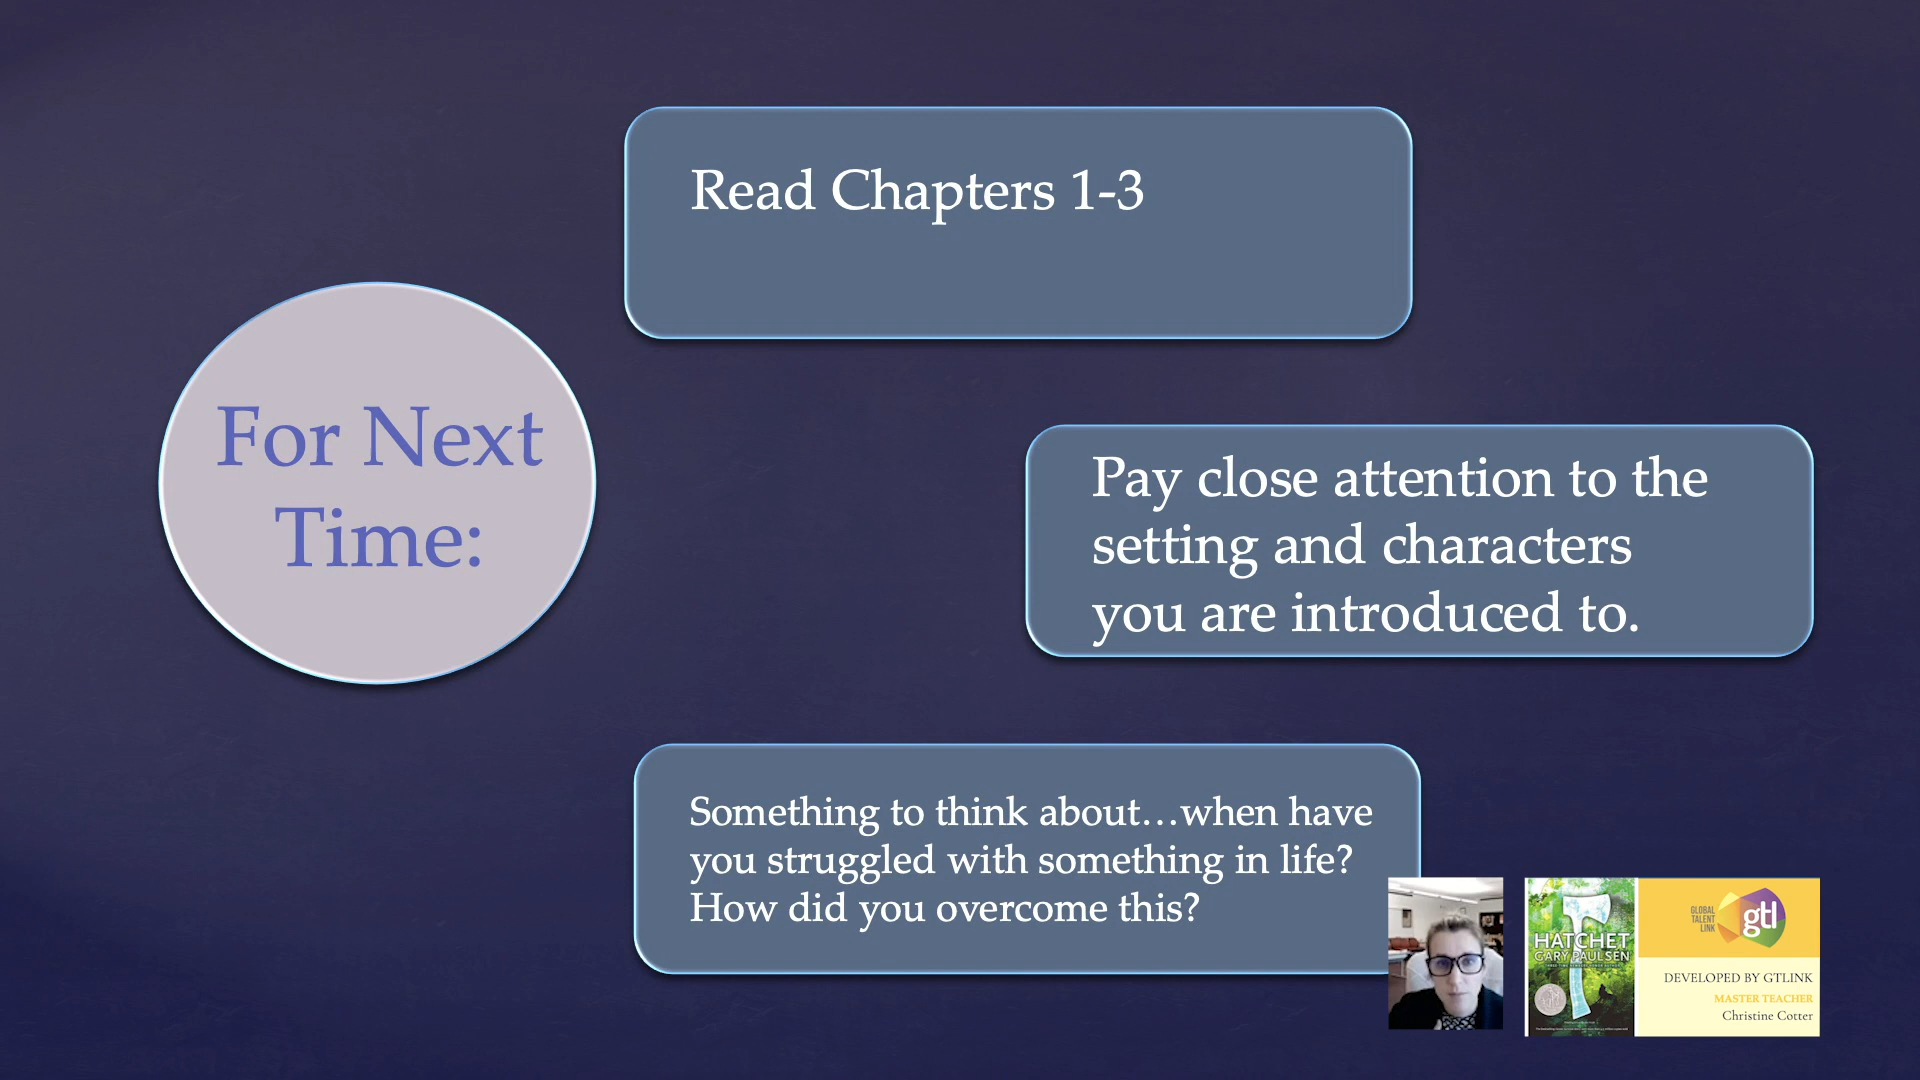 Read Chapters 1-3
For Next
Time:
Pay close attention to the
setting and characters
you are introduced to.
Something to think about…when have
you struggled with something in life?
How did you overcome this?
HATCHET
GARY PAULSEN
GLOBAL
TALENT
LINK
gtl
DEVELOPED BY GTLINK
MASTER TEACHER
Christine Cotter